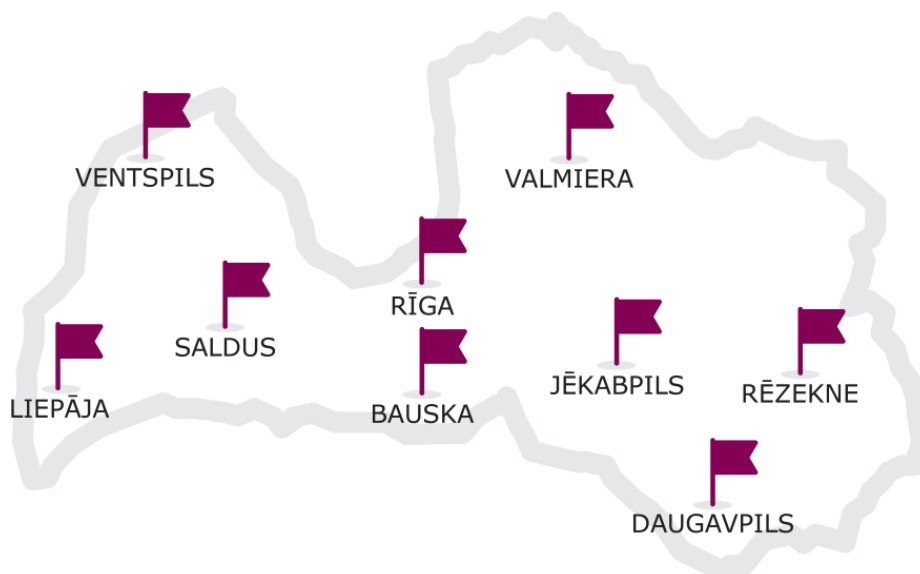 VENTSPILS
VALMIERA
RĪGA
SALDUS
JĒKABPILS
RĒZEKNE
LIEPĀJA
BAUSKA
DAUGAVPILS